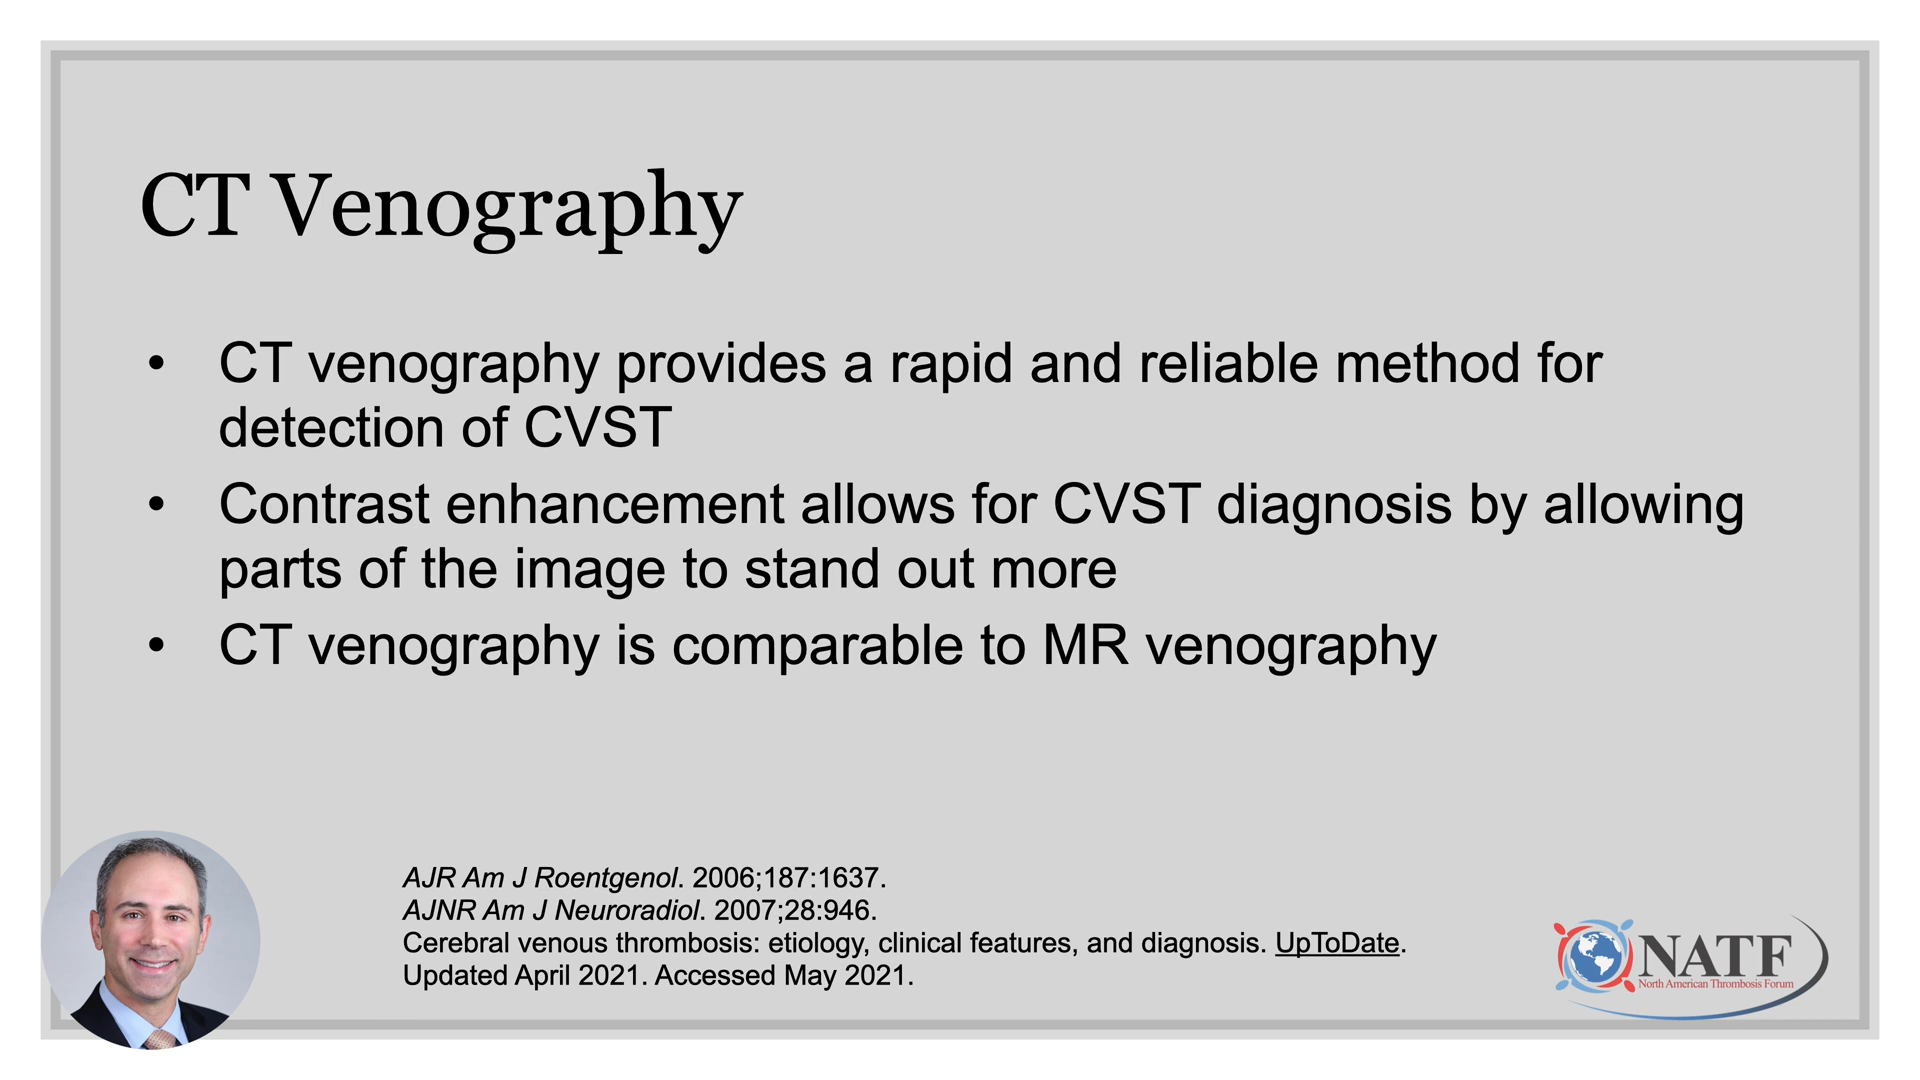 CT Venography
• CT venography provides a rapid and reliable method for
detection of CVST
• Contrast enhancement allows for CVST diagnosis by allowing
parts of the image to stand out more
• CT venography is comparable to MR venography
AJR Am J Roentgenol. 2006;187:1637.
AJNR Am J Neuroradiol. 2007;28:946.
Cerebral venous thrombosis: etiology, clinical features, and diagnosis. UpToDate.
Updated April 2021. Accessed May 2021.
NATF
North American Thrombosis Forum